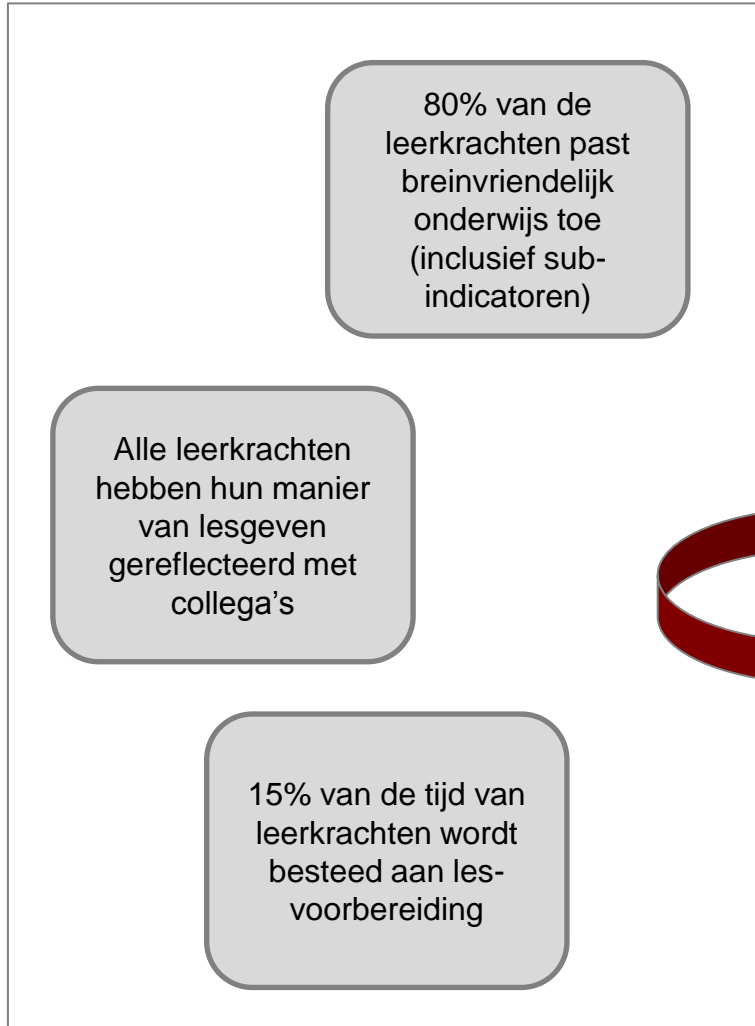 80% van de
leerkrachten past
breinvriendelijk
onderwijs toe
(inclusief sub-
indicatoren)
Alle leerkrachten
hebben hun manier
van lesgeven
gereflecteerd met
collega’s
15% van de tijd van
leerkrachten wordt
besteed aan les-
voorbereiding